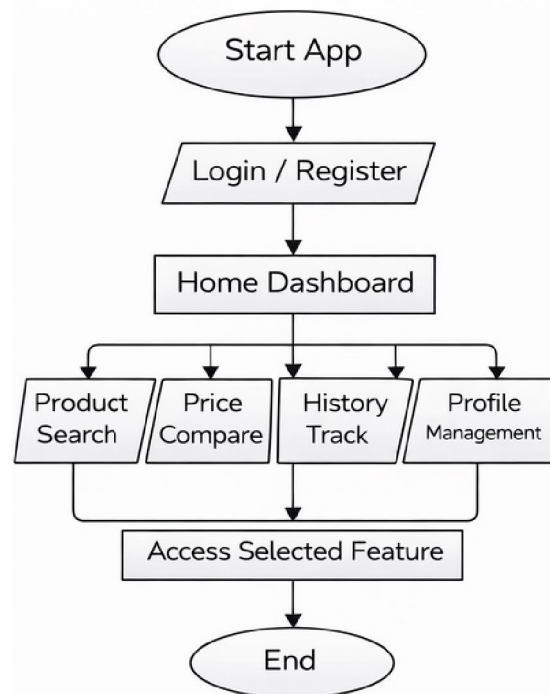 Start App
Login / Register
Home Dashboard
Product
Search
Price
Compare
History
Track
Profile
Management
Access Selected Feature
End